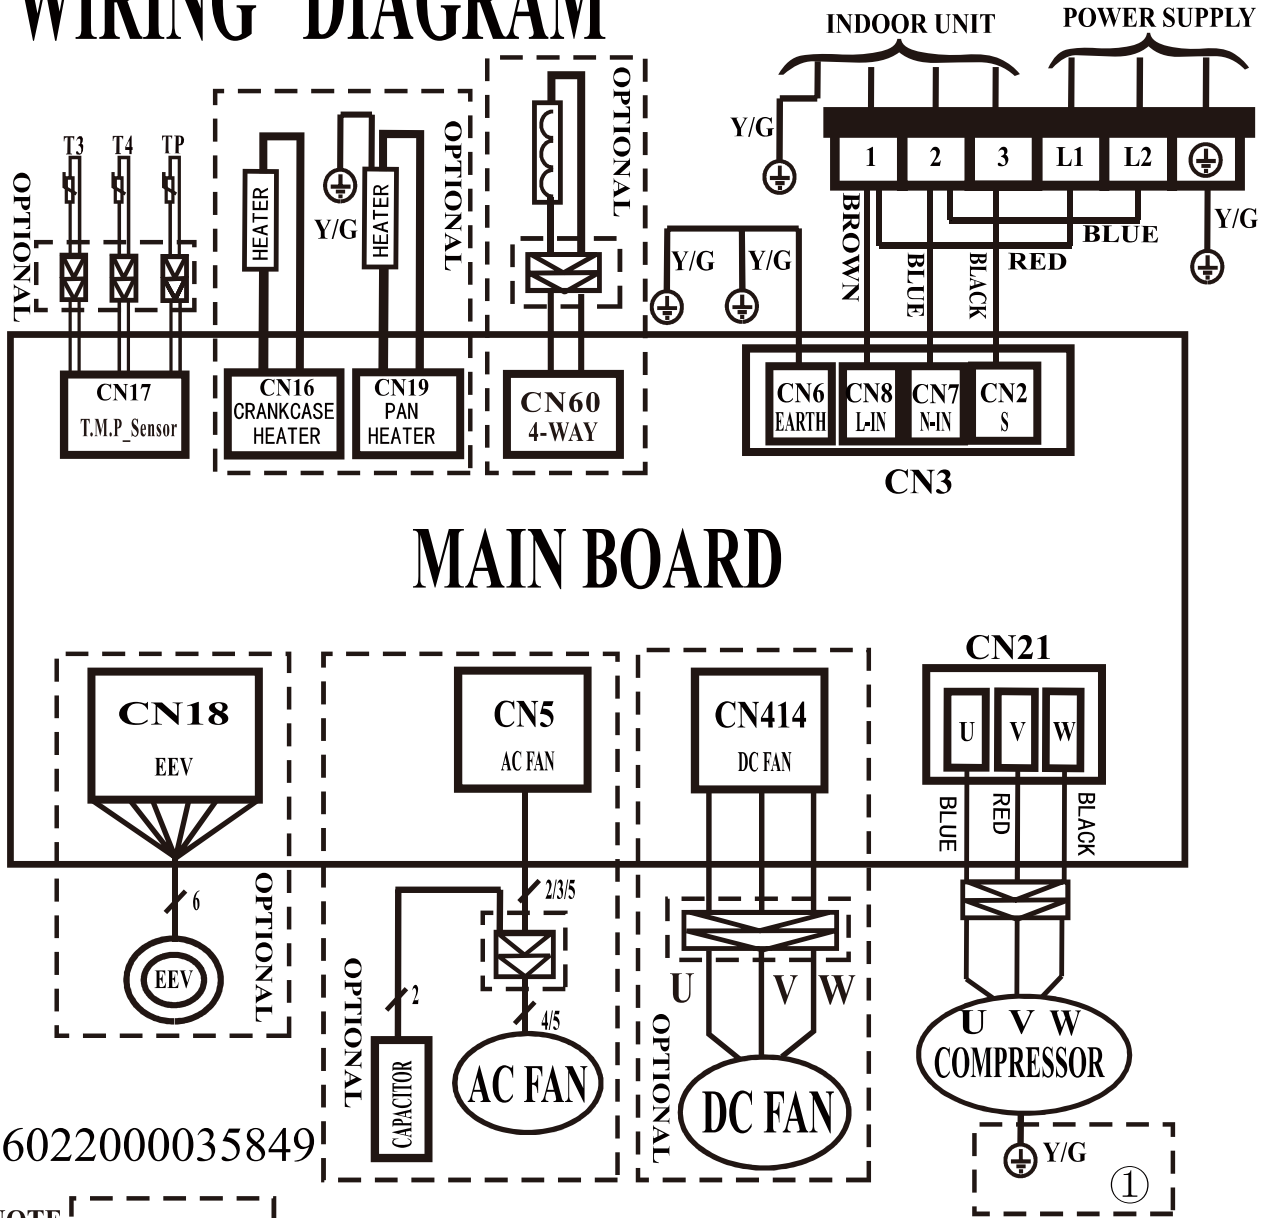 WIRING DIAGRAM
INDOOR UNIT
POWER SUPPLY
Y/G
1 2 3 L1 L2
Y/G
BROWN
BLUE
BLACK
BLUE
RED
T3 T4 TP
OPTIONAL
HEATER
Y/G
HEATER
OPTIONAL
OPTIONAL
Y/G Y/G
CN17
T.M.P_Sensor
CN16
CRANKCASE
HEATER
CN19
PAN
HEATER
CN60
4-WAY
CN6
EARTH
CN8
L-IN
CN7
N-IN
CN2
S
CN3
MAIN BOARD
CN18
EEV
CN5
AC FAN
CN414
DC FAN
CN21
U V W
BLUE
RED
BLACK
6
EEV
OPTIONAL
2/3/5
2
4/5
OPTIONAL
CAPACITOR
AC FAN
U V W
OPTIONAL
DC FAN
U V W
COMPRESSOR
Y/G
①
16022000035849
NOTE